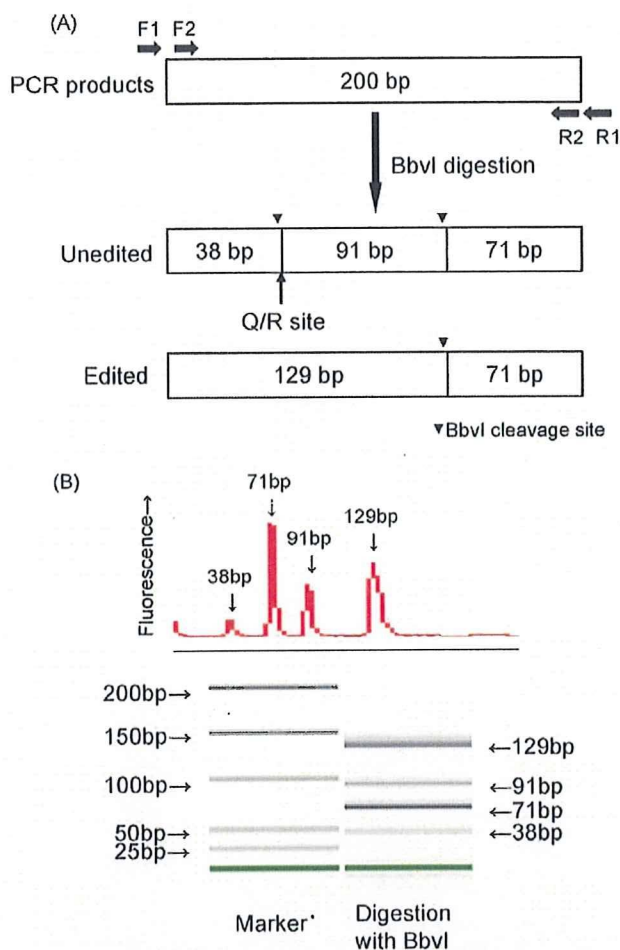 (A)
F1 F2
PCR products
200 bp
R2 R1
BbvI digestion
Unedited
38 bp 91 bp 71 bp
Q/R site
Edited
129 bp 71 bp
▼BbvI cleavage site
(B)
Fluorescence→
38bp
71bp
91bp
129bp
200bp→
150bp→
100bp→
50bp→
25bp→
←129bp
←91bp
←71bp
←38bp
Marker
Digestion
with BbvI